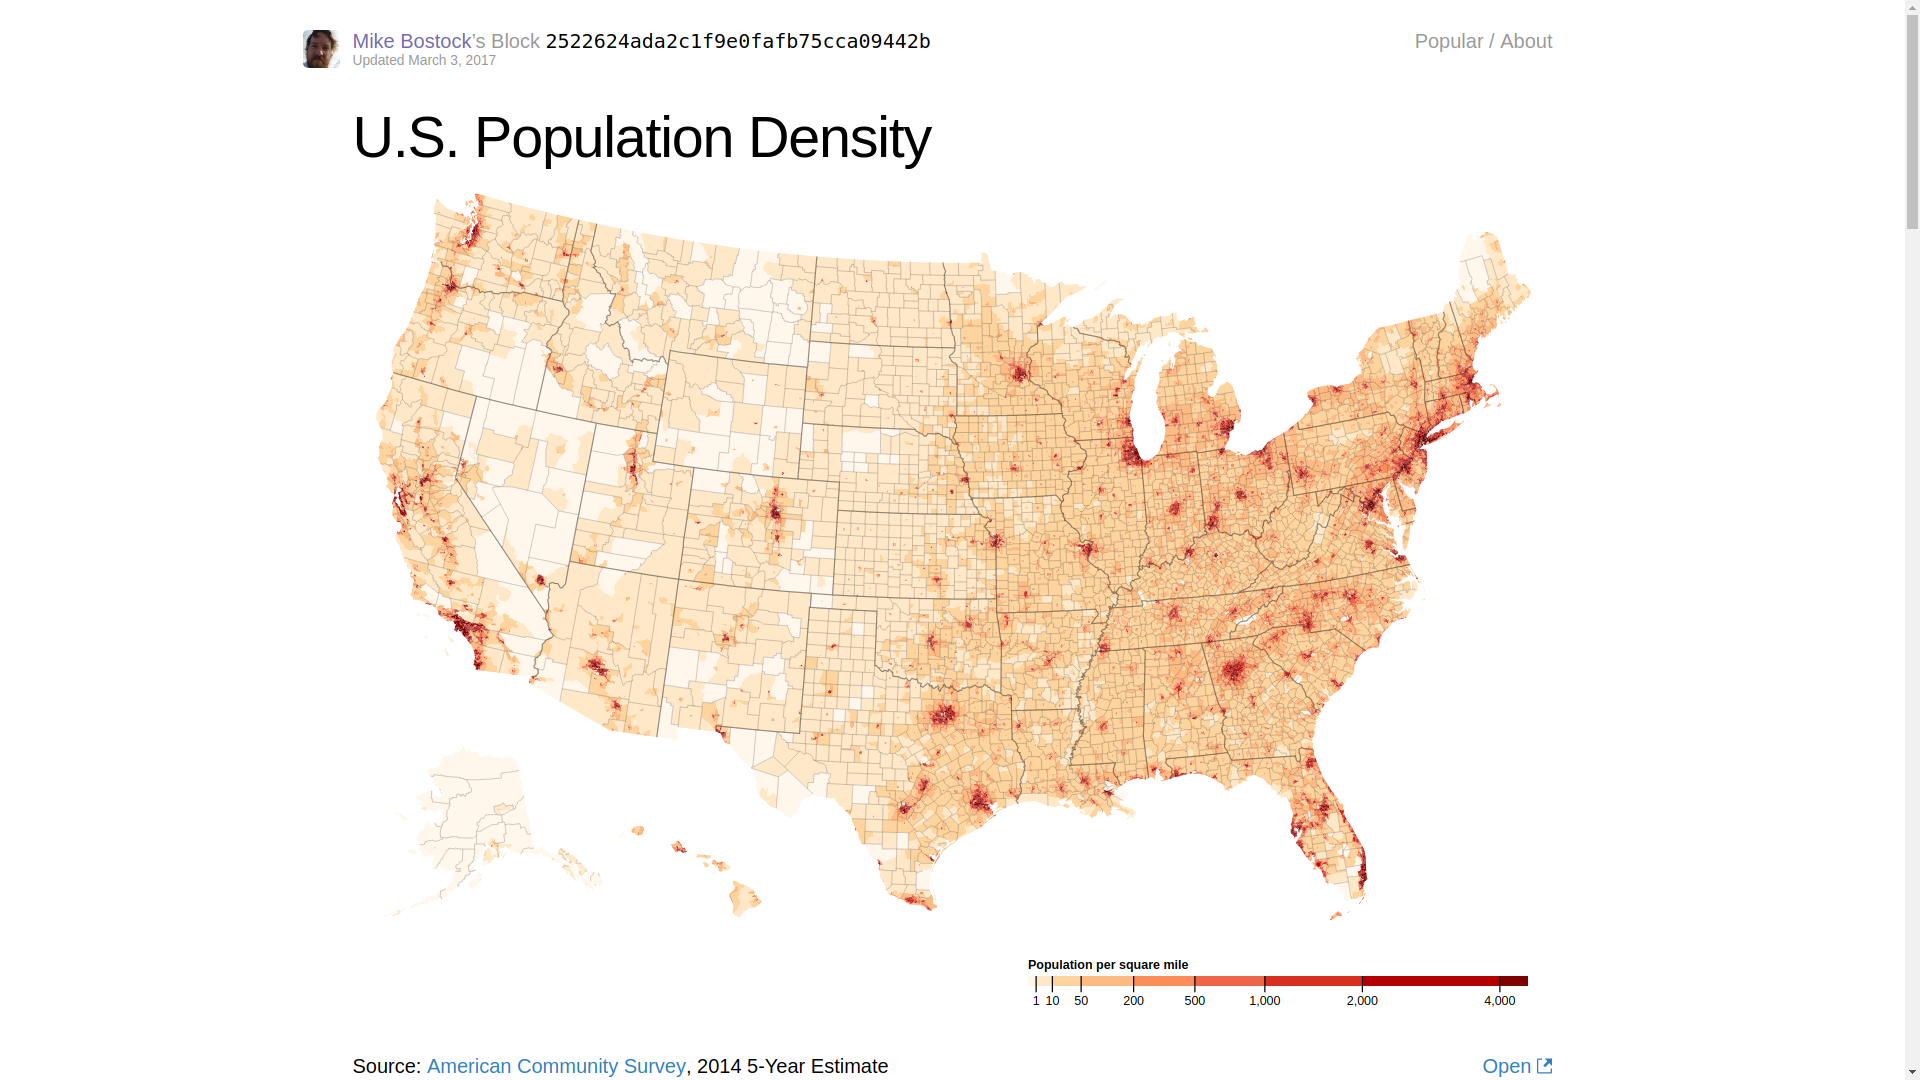 Mike Bostock’s Block 2522624ada2c1f9e0fafb75cca09442b
Updated March 3, 2017
Popular / About
U.S. Population Density
Population per square mile
1 10 50 200 500 1,000 2,000 4,000
Source: American Community Survey, 2014 5-Year Estimate
Open